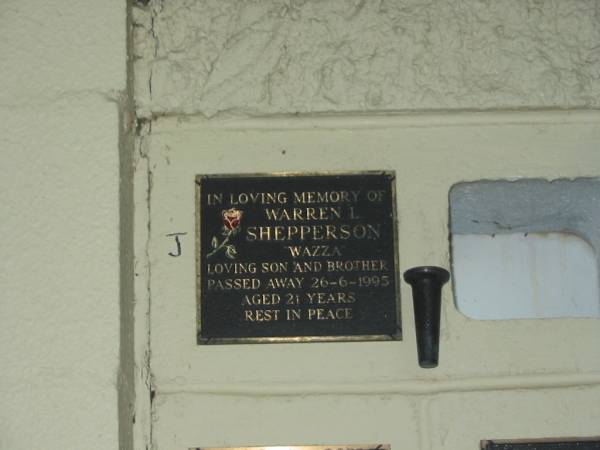 IN LOVING MEMORY OF
WARREN L
SHEPPERSON
"WAZZA"
LOVING SON AND BROTHER
PASSED AWAY 26-6-1995
AGED 21 YEARS
REST IN PEACE
J